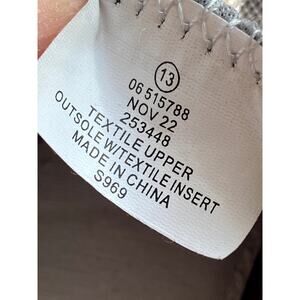 13
06 515788
NOV 22
253448
TEXTILE UPPER
OUTSOLE W/TEXTILE INSERT
MADE IN CHINA
S969